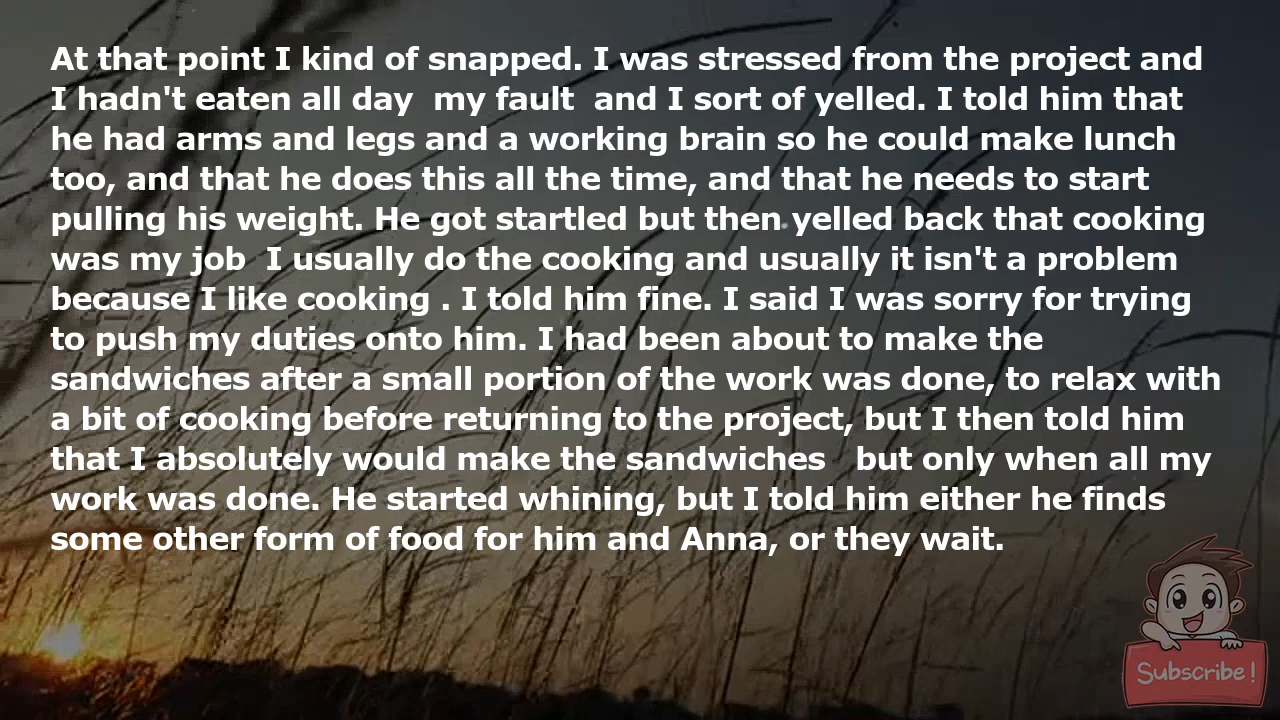 At that point I kind of snapped. I was stressed from the project and
I hadn't eaten all day  my fault  and I sort of yelled. I told him that
he had arms and legs and a working brain so he could make lunch
too, and that he does this all the time, and that he needs to start
pulling his weight. He got startled but then yelled back that cooking
was my job  I usually do the cooking and usually it isn't a problem
because I like cooking . I told him fine. I said I was sorry for trying
to push my duties onto him. I had been about to make the
sandwiches after a small portion of the work was done, to relax with
a bit of cooking before returning to the project, but I then told him
that I absolutely would make the sandwiches   but only when all my
work was done. He started whining, but I told him either he finds
some other form of food for him and Anna, or they wait.
Subscribe!